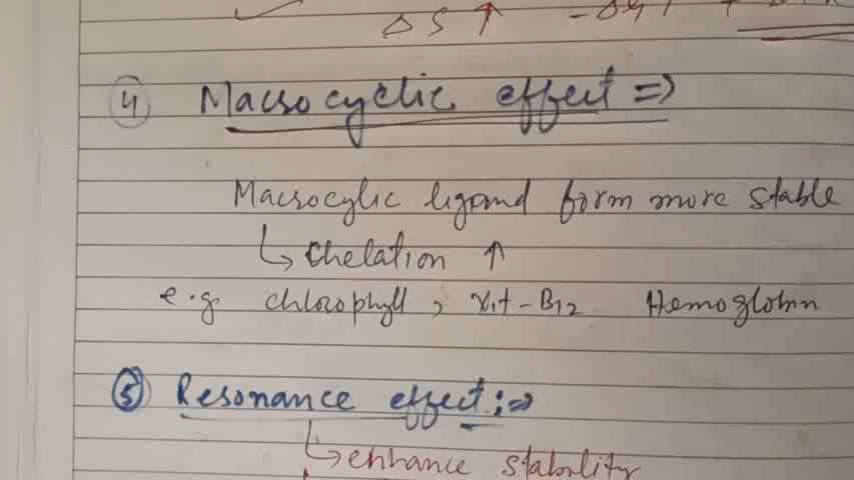 ΔS ↑
④ Macrocyclic effect ⇒
Macrocylic ligand form more stable
↳ Chelation ↑
e.g. chlorophyll, Vit-B12 Hemoglobin
⑤ Resonance effect :⇒
↳ enhance stability